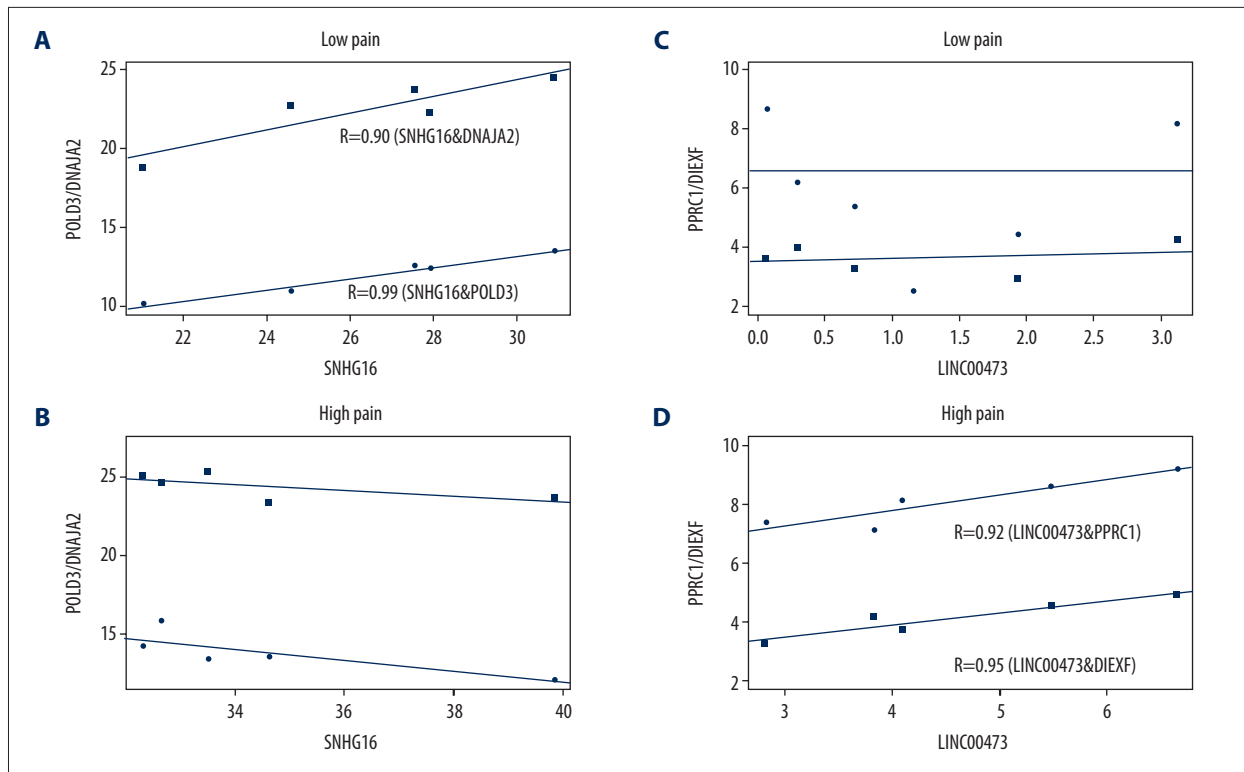 A
Low pain
POLD3/DNAJA2
25
20
15
10
R=0.90 (SNHG16&DNAJA2)
R=0.99 (SNHG16&POLD3)
22 24 26 28 30
SNHG16
B
High pain
POLD3/DNAJA2
25
25
15
34 36 38 40
SNHG16
C
Low pain
PPRC1/DIEXF
10
8
6
4
2
0.0 0.5 1.0 1.5 2.0 2.5 3.0
LINC00473
D
High pain
PPRC1/DIEXF
10
8
6
4
2
R=0.92 (LINC00473&PPRC1)
R=0.95 (LINC00473&DIEXF)
3 4 5 6
LINC00473